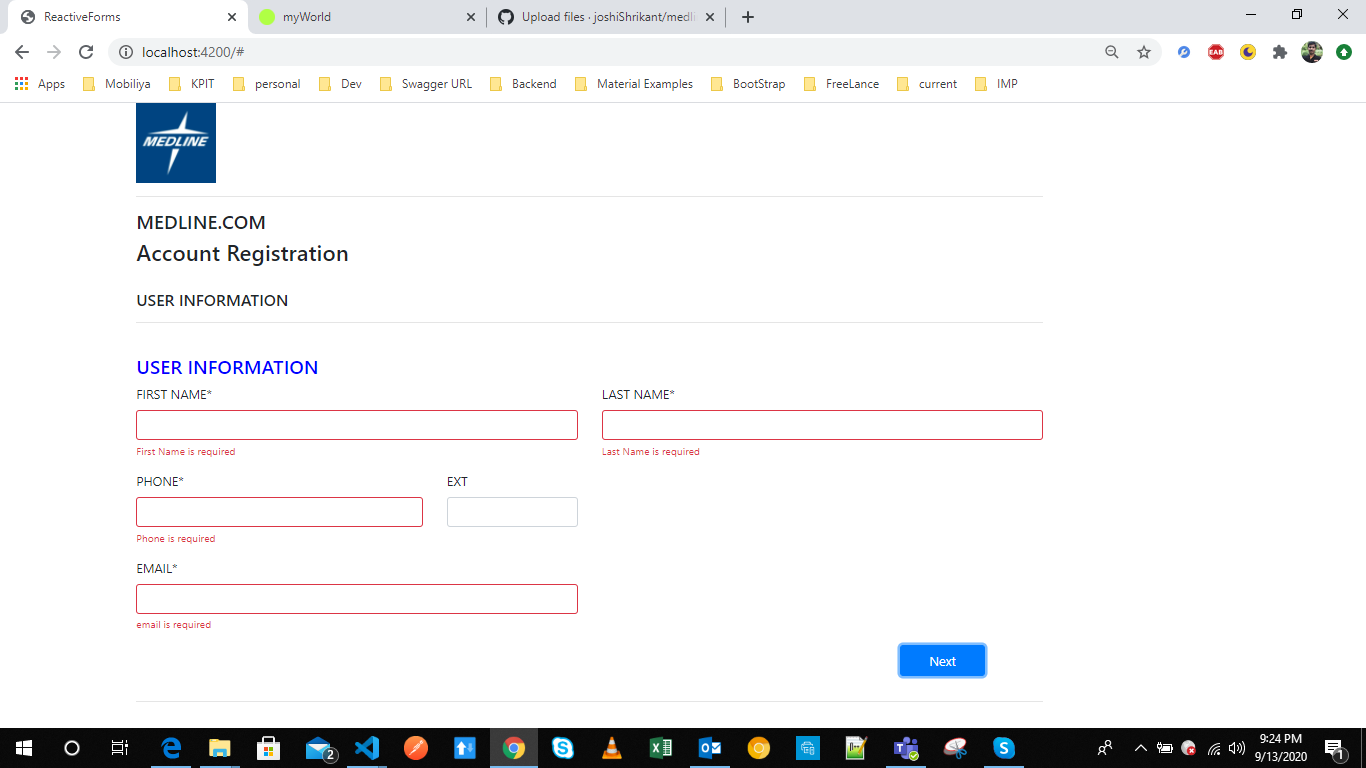 ReactiveForms
myWorld
Upload files · joshiShrikant/medli
localhost:4200/#
EAB
Apps
Mobiliya
KPIT
personal
Dev
Swagger URL
Backend
Material Examples
BootStrap
FreeLance
current
IMP
MEDLINE
MEDLINE.COM
Account Registration
USER INFORMATION
USER INFORMATION
FIRST NAME*
LAST NAME*
First Name is required
Last Name is required
PHONE*
EXT
Phone is required
EMAIL*
email is required
Next
2
9:24 PM
9/13/2020
1